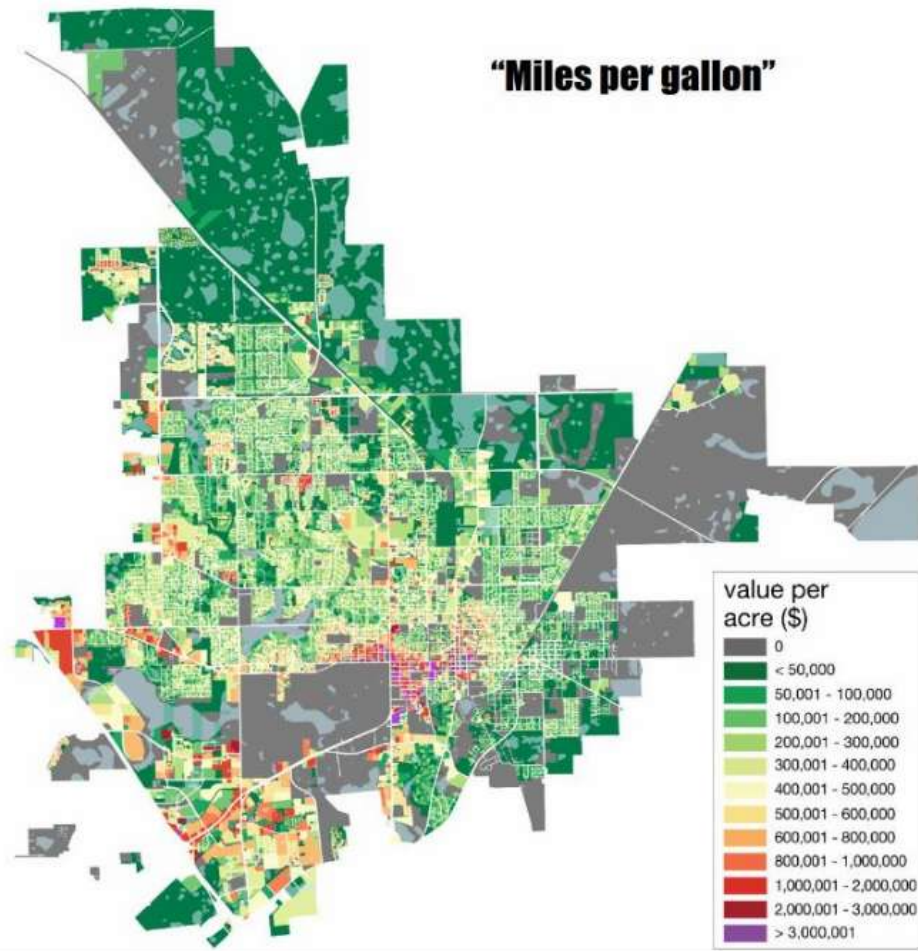 “Miles per gallon”
value per
acre ($)
0
< 50,000
50,001 - 100,000
100,001 - 200,000
200,001 - 300,000
300,001 - 400,000
400,001 - 500,000
500,001 - 600,000
600,001 - 800,000
800,001 - 1,000,000
1,000,001 - 2,000,000
2,000,001 - 3,000,000
> 3,000,001